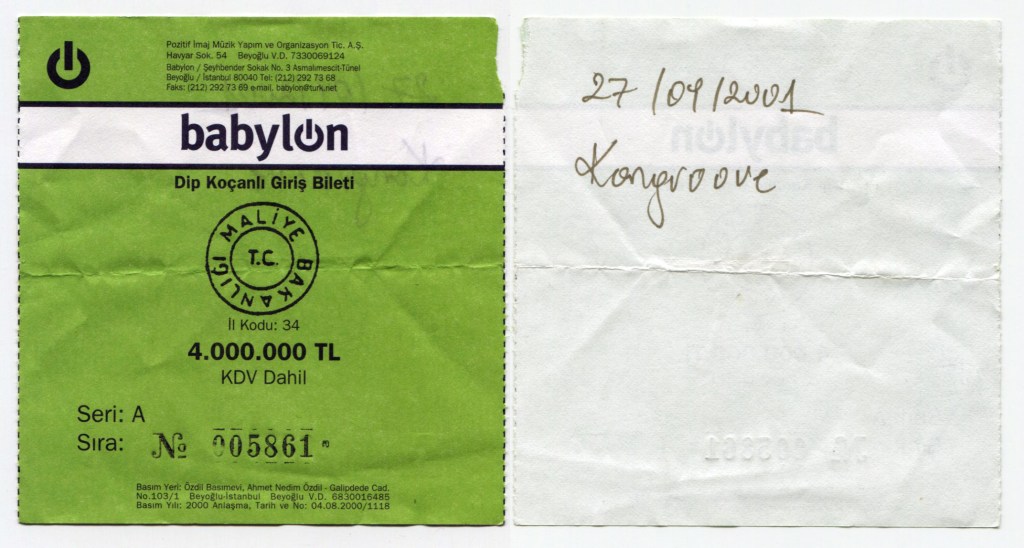 Pozitif İmaj Müzik Yapım ve Organizasyon Tic. A.Ş.
Havyar Sok. 54 Beyoğlu V.D. 7330069124
Babylon / Şeyhbender Sokak No. 3 Asmalımescit-Tünel
Beyoğlu / İstanbul 80040 Tel: (212) 292 73 68
Faks: (212) 292 73 69 e-mail. babylon@turk.net
babylon
Dip Koçanlı Giriş Bileti
MALİYE BAKANLIĞI
T.C.
İl Kodu: 34
4.000.000 TL
KDV Dahil
Seri: A
Sıra: № 005861
Basım Yeri: Özdil Basımevi, Ahmet Nedim Özdil - Galipdede Cad.
No.103/1 Beyoğlu-İstanbul Beyoğlu V.D. 6830016485
Basım Yılı: 2000 Anlaşma, Tarih ve No: 04.08.2000/1118
27/09/2001
Kongroove